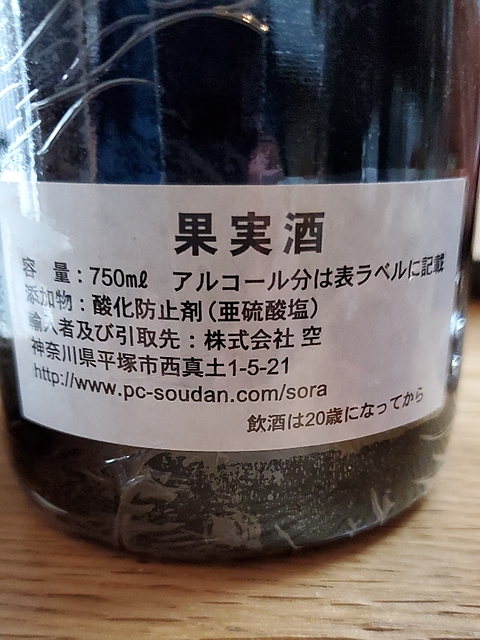 果実酒
容　量：750㎖　アルコール分は表ラベルに記載
添加物：酸化防止剤（亜硫酸塩）
輸入者及び引取先：株式会社 空
神奈川県平塚市西真土1-5-21
http://www.pc-soudan.com/sora
飲酒は20歳になってから